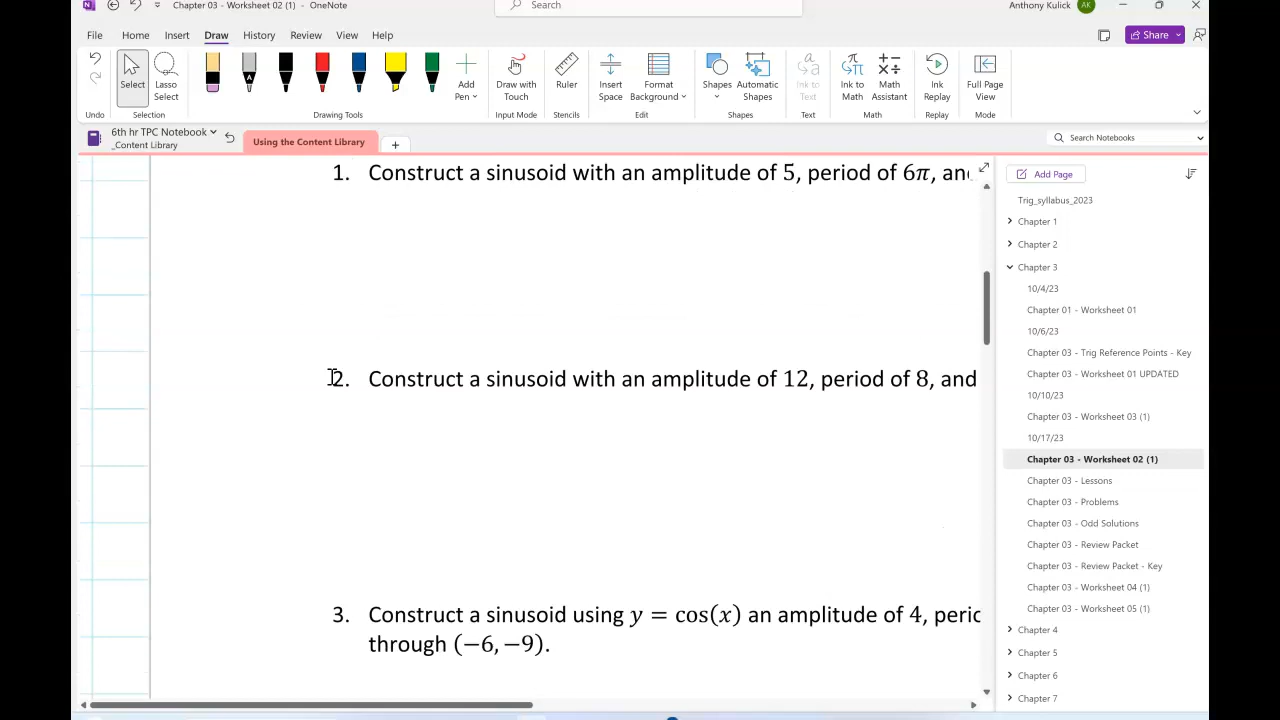 Chapter 03 - Worksheet 02 (1) - OneNote
Search
Anthony Kulick
AK
File Home Insert Draw History Review View Help
Share
Undo
Select
Lasso Select
Add Pen
Draw with Touch
Ruler
Insert Space
Format Background
Shapes
Automatic Shapes
Ink to Text
Ink to Math
Math Assistant
Ink Replay
Full Page View
Undo Selection Drawing Tools Input Mode Stencils Edit Shapes Text Math Replay Mode
6th hr TPC Notebook
_Content Library
Using the Content Library
+
Search Notebooks
1. Construct a sinusoid with an amplitude of 5, period of 6π, and
2. Construct a sinusoid with an amplitude of 12, period of 8, and
3. Construct a sinusoid using y = cos(x) an amplitude of 4, peric
through (−6, −9).
Add Page
Trig_syllabus_2023
Chapter 1
Chapter 2
Chapter 3
10/4/23
Chapter 01 - Worksheet 01
10/6/23
Chapter 03 - Trig Reference Points - Key
Chapter 03 - Worksheet 01 UPDATED
10/10/23
Chapter 03 - Worksheet 03 (1)
10/17/23
Chapter 03 - Worksheet 02 (1)
Chapter 03 - Lessons
Chapter 03 - Problems
Chapter 03 - Odd Solutions
Chapter 03 - Review Packet
Chapter 03 - Review Packet - Key
Chapter 03 - Worksheet 04 (1)
Chapter 03 - Worksheet 05 (1)
Chapter 4
Chapter 5
Chapter 6
Chapter 7